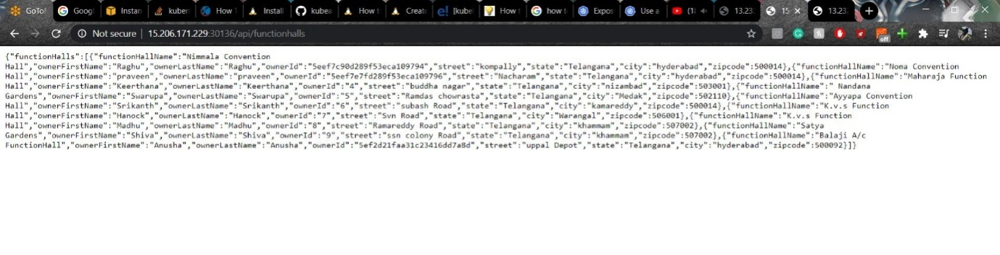 GoTo! Googl Instan kuber How T Install kubea How t Create [kube How t how t Expos Use a (1 13.23. 15 13.23.
Not secure | 15.206.171.229:30136/api/functionhalls
off
{"functionHalls":[{"functionHallName":"Nimmala Convention
Hall","ownerFirstName":"Raghu","ownerLastName":"Raghu","ownerId":"5eef7c90d289f53eca109794","street":"kompally","state":"Telangana","city":"hyderabad","zipcode":500014},{"functionHallName":"Noma Convention
Hall","ownerFirstName":"praveen","ownerLastName":"praveen","ownerId":"5eef7e7fd289f53eca109796","street":"Nacharam","state":"Telangana","city":"hyderabad","zipcode":500014},{"functionHallName":"Maharaja Function
Hall","ownerFirstName":"Keerthana","ownerLastName":"Keerthana","ownerId":"4","street":"buddha nagar","state":"Telangana","city":"nizambad","zipcode":503001},{"functionHallName":" Nandana
Gardens","ownerFirstName":"Swarupa","ownerLastName":"Swarupa","ownerId":"5","street":"Ramdas chowrasta","state":"Telangana","city":"Medak","zipcode":502110},{"functionHallName":"Ayyapa Convention
Hall","ownerFirstName":"Srikanth","ownerLastName":"Srikanth","ownerId":"6","street":"subash Road","state":"Telangana","city":"kamareddy","zipcode":500014},{"functionHallName":"K.v.s Function
Hall","ownerFirstName":"Hanock","ownerLastName":"Hanock","ownerId":"7","street":"Svn Road","state":"Telangana","city":"Warangal","zipcode":506001},{"functionHallName":"K.v.s Function
Hall","ownerFirstName":"Madhu","ownerLastName":"Madhu","ownerId":"8","street":"Ramareddy Road","state":"Telangana","city":"khammam","zipcode":507002},{"functionHallName":"Satya
Gardens","ownerFirstName":"Shiva","ownerLastName":"Shiva","ownerId":"9","street":"ssn colony Road","state":"Telangana","city":"khammam","zipcode":507002},{"functionHallName":"Balaji A/c
FunctionHall","ownerFirstName":"Anusha","ownerLastName":"Anusha","ownerId":"5ef2d21faa31c23416dd7a8d","street":"uppal Depot","state":"Telangana","city":"hyderabad","zipcode":500092}]}